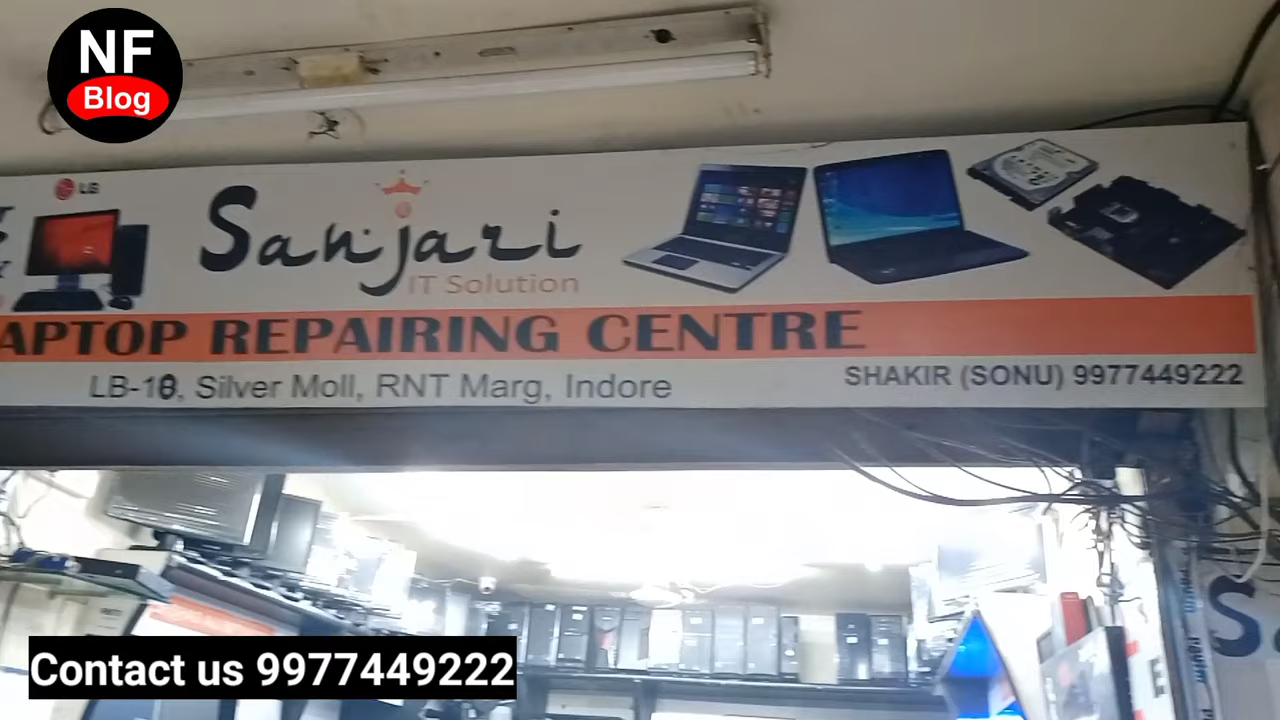 NF
Blog
LG
Sanjari
IT Solution
APTOP REPAIRING CENTRE
LB-18, Silver Moll, RNT Marg, Indore
SHAKIR (SONU) 9977449222
Contact us 9977449222